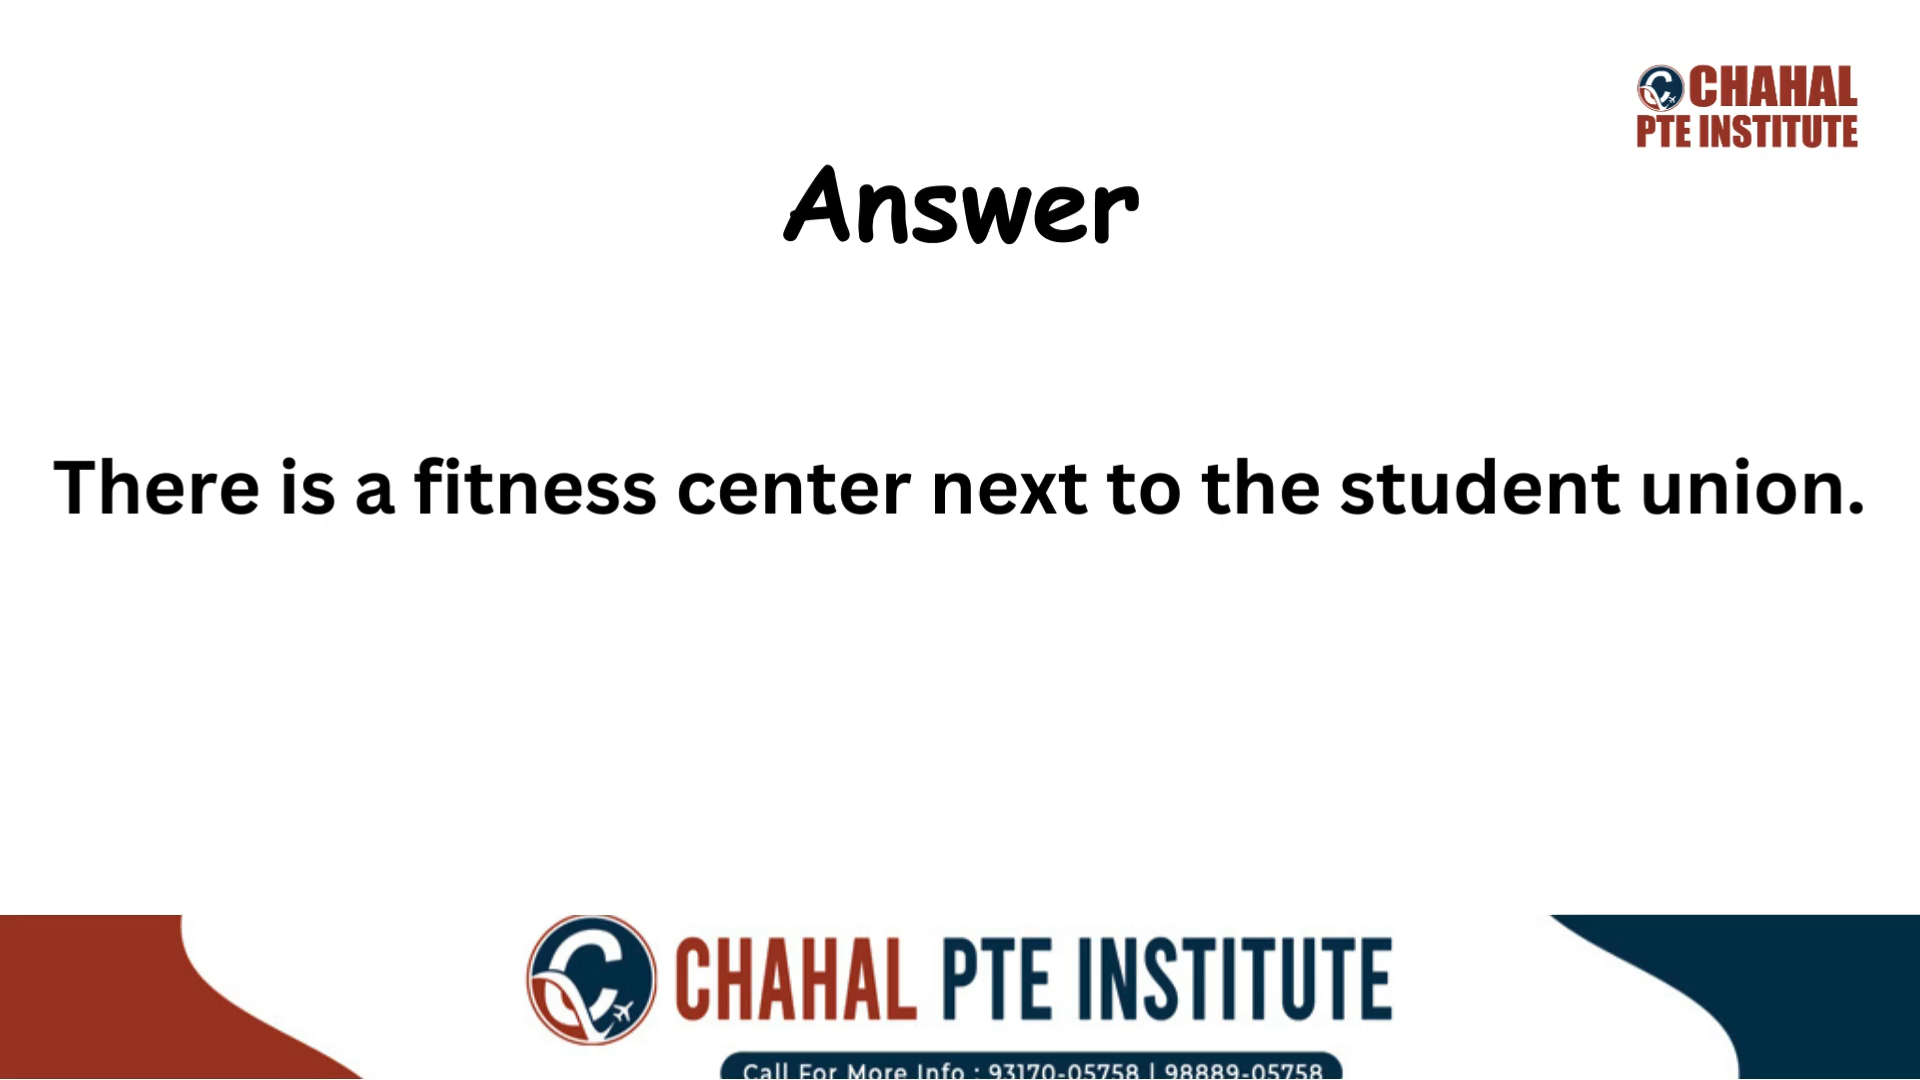 CHAHAL
PTE INSTITUTE
Answer
There is a fitness center next to the student union.
CHAHAL PTE INSTITUTE
Call For More Info : 93170-05758 | 98889-05758